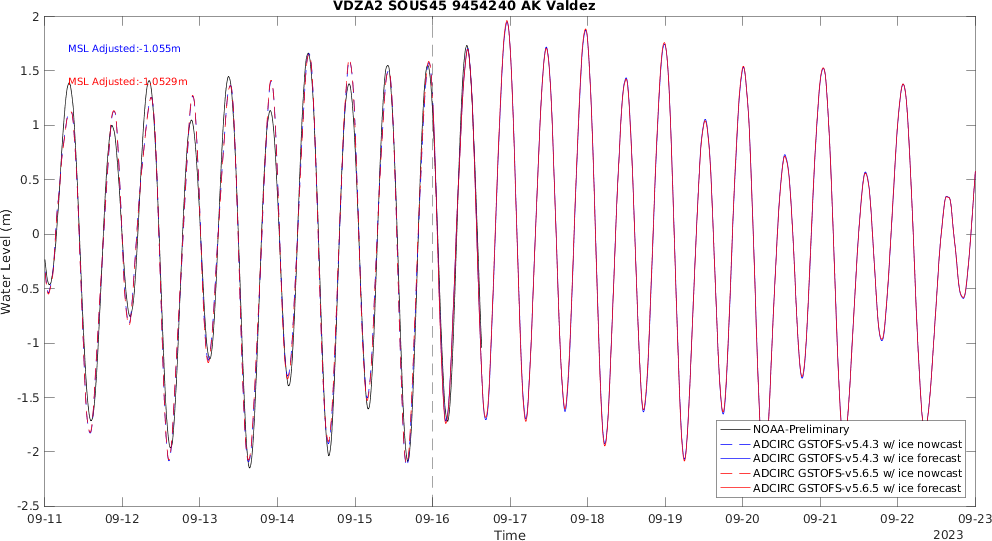 VDZA2 SOUS45 9454240 AK Valdez
MSL Adjusted:-1.055m
MSL Adjusted:-1.0529m
Water Level (m)
2
1.5
1
0.5
0
-0.5
-1
-1.5
-2
-2.5
NOAA-Preliminary
ADCIRC GSTOFS-v5.4.3 w/ ice nowcast
ADCIRC GSTOFS-v5.4.3 w/ ice forecast
ADCIRC GSTOFS-v5.6.5 w/ ice nowcast
ADCIRC GSTOFS-v5.6.5 w/ ice forecast
09-11 09-12 09-13 09-14 09-15 09-16 09-17 09-18 09-19 09-20 09-21 09-22 09-23
Time
2023